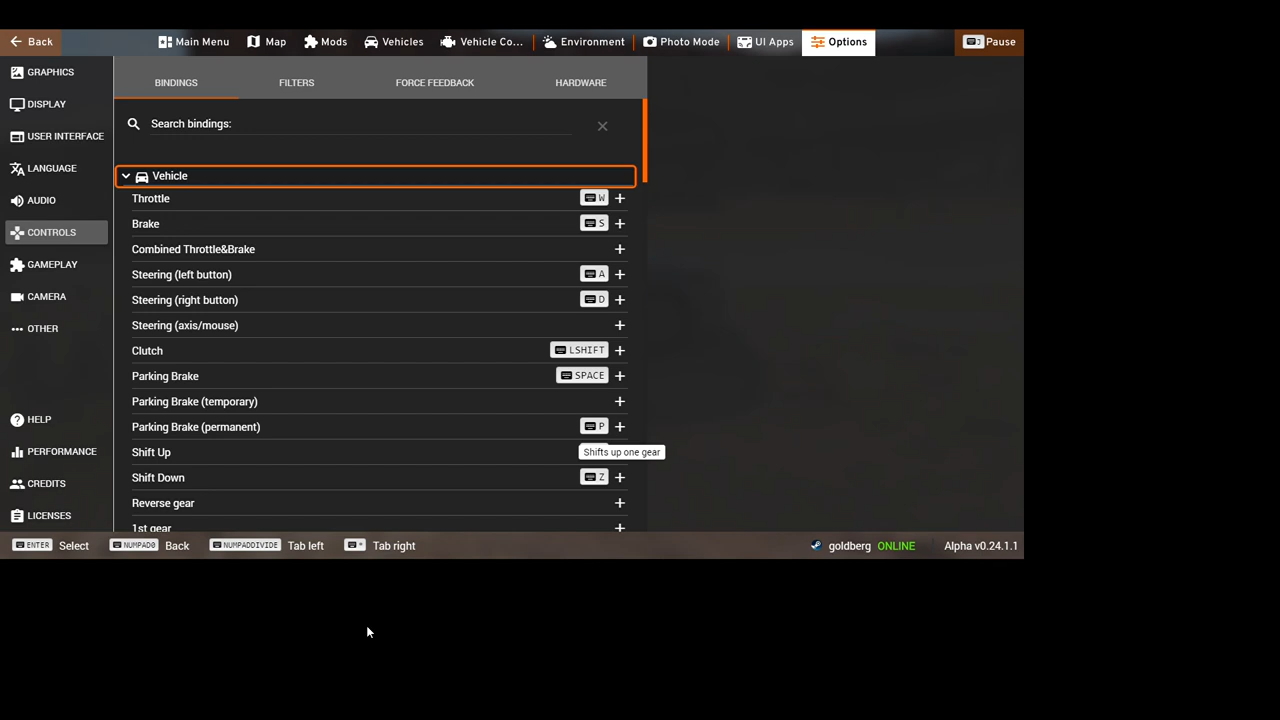 Back
Main Menu
Map
Mods
Vehicles
Vehicle Co...
Environment
Photo Mode
UI Apps
Options
J Pause
GRAPHICS
DISPLAY
USER INTERFACE
LANGUAGE
AUDIO
CONTROLS
GAMEPLAY
CAMERA
OTHER
HELP
PERFORMANCE
CREDITS
LICENSES
BINDINGS
FILTERS
FORCE FEEDBACK
HARDWARE
Search bindings:
Vehicle
Throttle W
Brake S
Combined Throttle&Brake
Steering (left button) A
Steering (right button) D
Steering (axis/mouse)
Clutch LSHIFT
Parking Brake SPACE
Parking Brake (temporary)
Parking Brake (permanent) P
Shift Up
Shifts up one gear
Shift Down Z
Reverse gear
1st gear
ENTER Select
NUMPAD0 Back
NUMPADDIVIDE Tab left
Tab right
goldberg ONLINE
Alpha v0.24.1.1